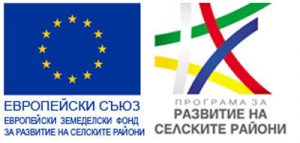 ЕВРОПЕЙСКИ СЪЮЗ
ЕВРОПЕЙСКИ ЗЕМЕДЕЛСКИ ФОНД
ЗА РАЗВИТИЕ НА СЕЛСКИТЕ РАЙОНИ
ПРОГРАМА ЗА
РАЗВИТИЕ НА
СЕЛСКИТЕ РАЙОНИ